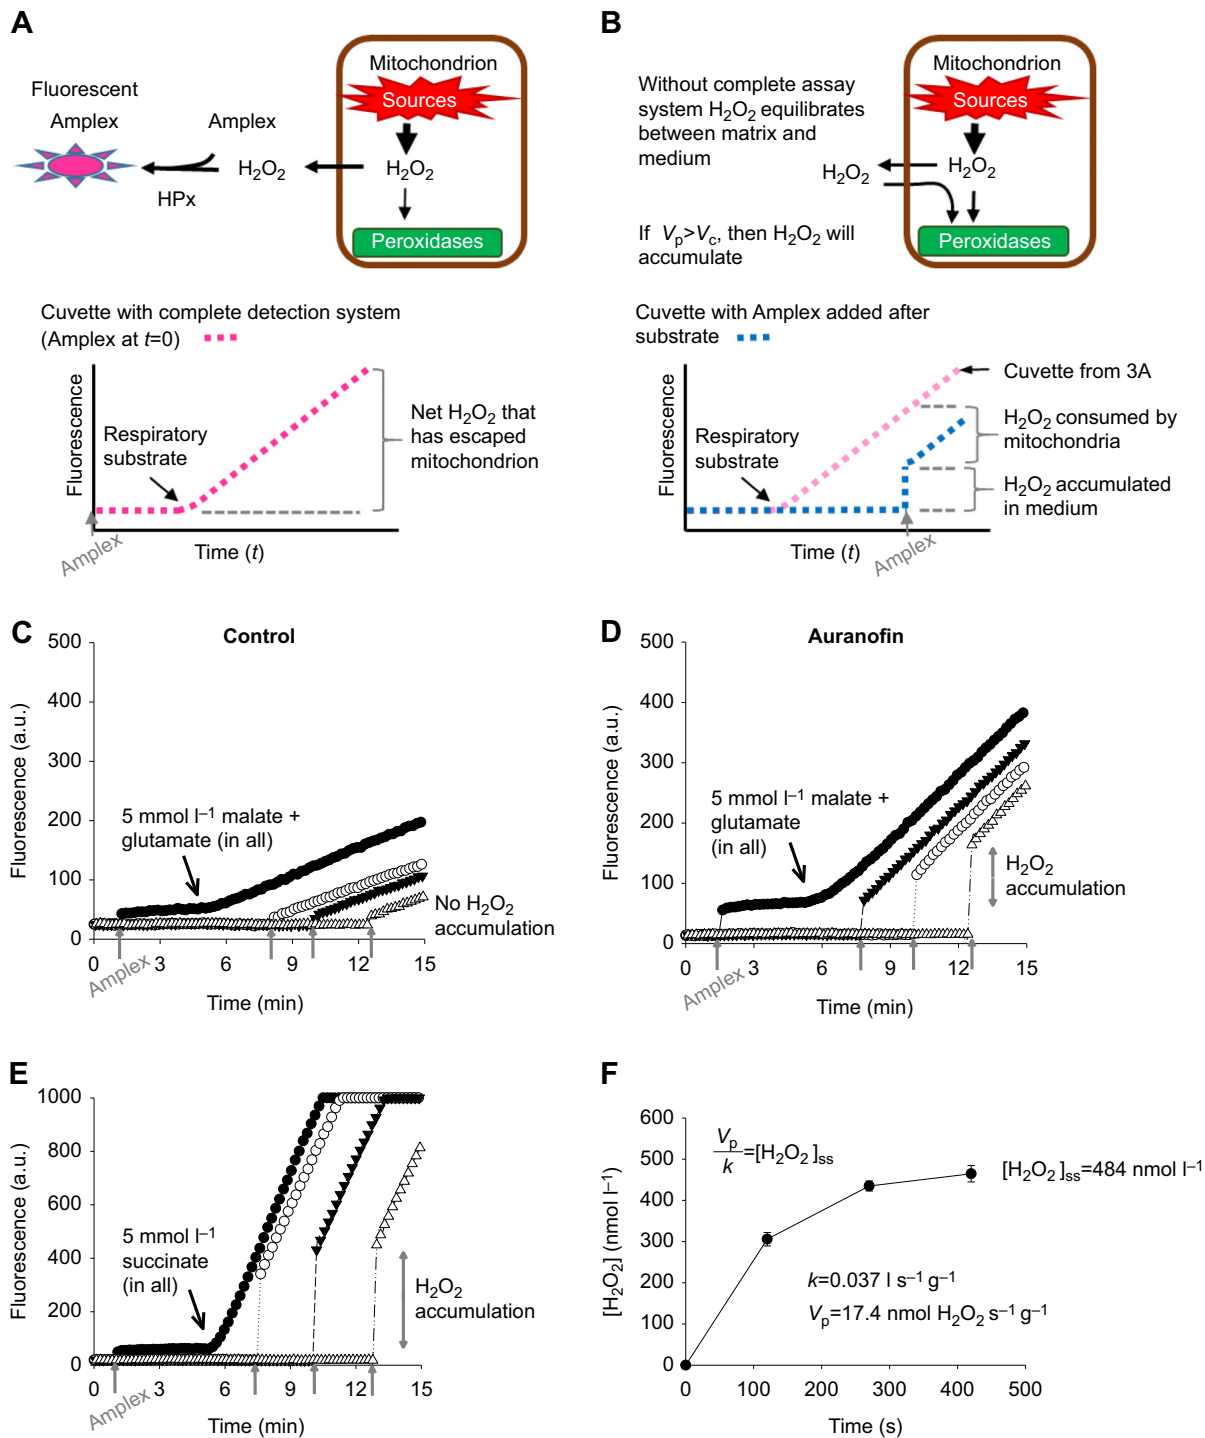 A
Mitochondrion
Sources
Fluorescent
Amplex
Amplex
H₂O₂
H₂O₂
HPx
Peroxidases
Cuvette with complete detection system
(Amplex at t=0)
Fluorescence
Respiratory
substrate
Net H₂O₂ that
has escaped
mitochondrion
Amplex
Time (t)
B
Mitochondrion
Sources
Without complete assay
system H₂O₂ equilibrates
between matrix and
medium
H₂O₂
H₂O₂
If Vₚ>V꜀, then H₂O₂ will
accumulate
Peroxidases
Cuvette with Amplex added after
substrate
Fluorescence
Cuvette from 3A
Respiratory
substrate
H₂O₂ consumed by
mitochondria
H₂O₂ accumulated
in medium
Time (t)
Amplex
C
Control
500
400
300
200
100
0
Fluorescence (a.u.)
5 mmol l⁻¹ malate +
glutamate (in all)
No H₂O₂
accumulation
0 3 6 9 12 15
Amplex
Time (min)
D
Auranofin
500
400
300
200
100
0
Fluorescence (a.u.)
5 mmol l⁻¹ malate +
glutamate
(in all)
H₂O₂
accumulation
0 3 6 9 12 15
Amplex
Time (min)
E
1000
800
600
400
200
0
Fluorescence (a.u.)
5 mmol l⁻¹
succinate
(in all)
H₂O₂
accumulation
0 3 6 9 12 15
Amplex
Time (min)
F
600
500
400
300
200
100
0
[H₂O₂] (nmol l⁻¹)
Vₚ/k=[H₂O₂]ss
[H₂O₂]ss=484 nmol l⁻¹
k=0.037 l s⁻¹ g⁻¹
Vₚ=17.4 nmol H₂O₂ s⁻¹ g⁻¹
0 100 200 300 400 500
Time (s)